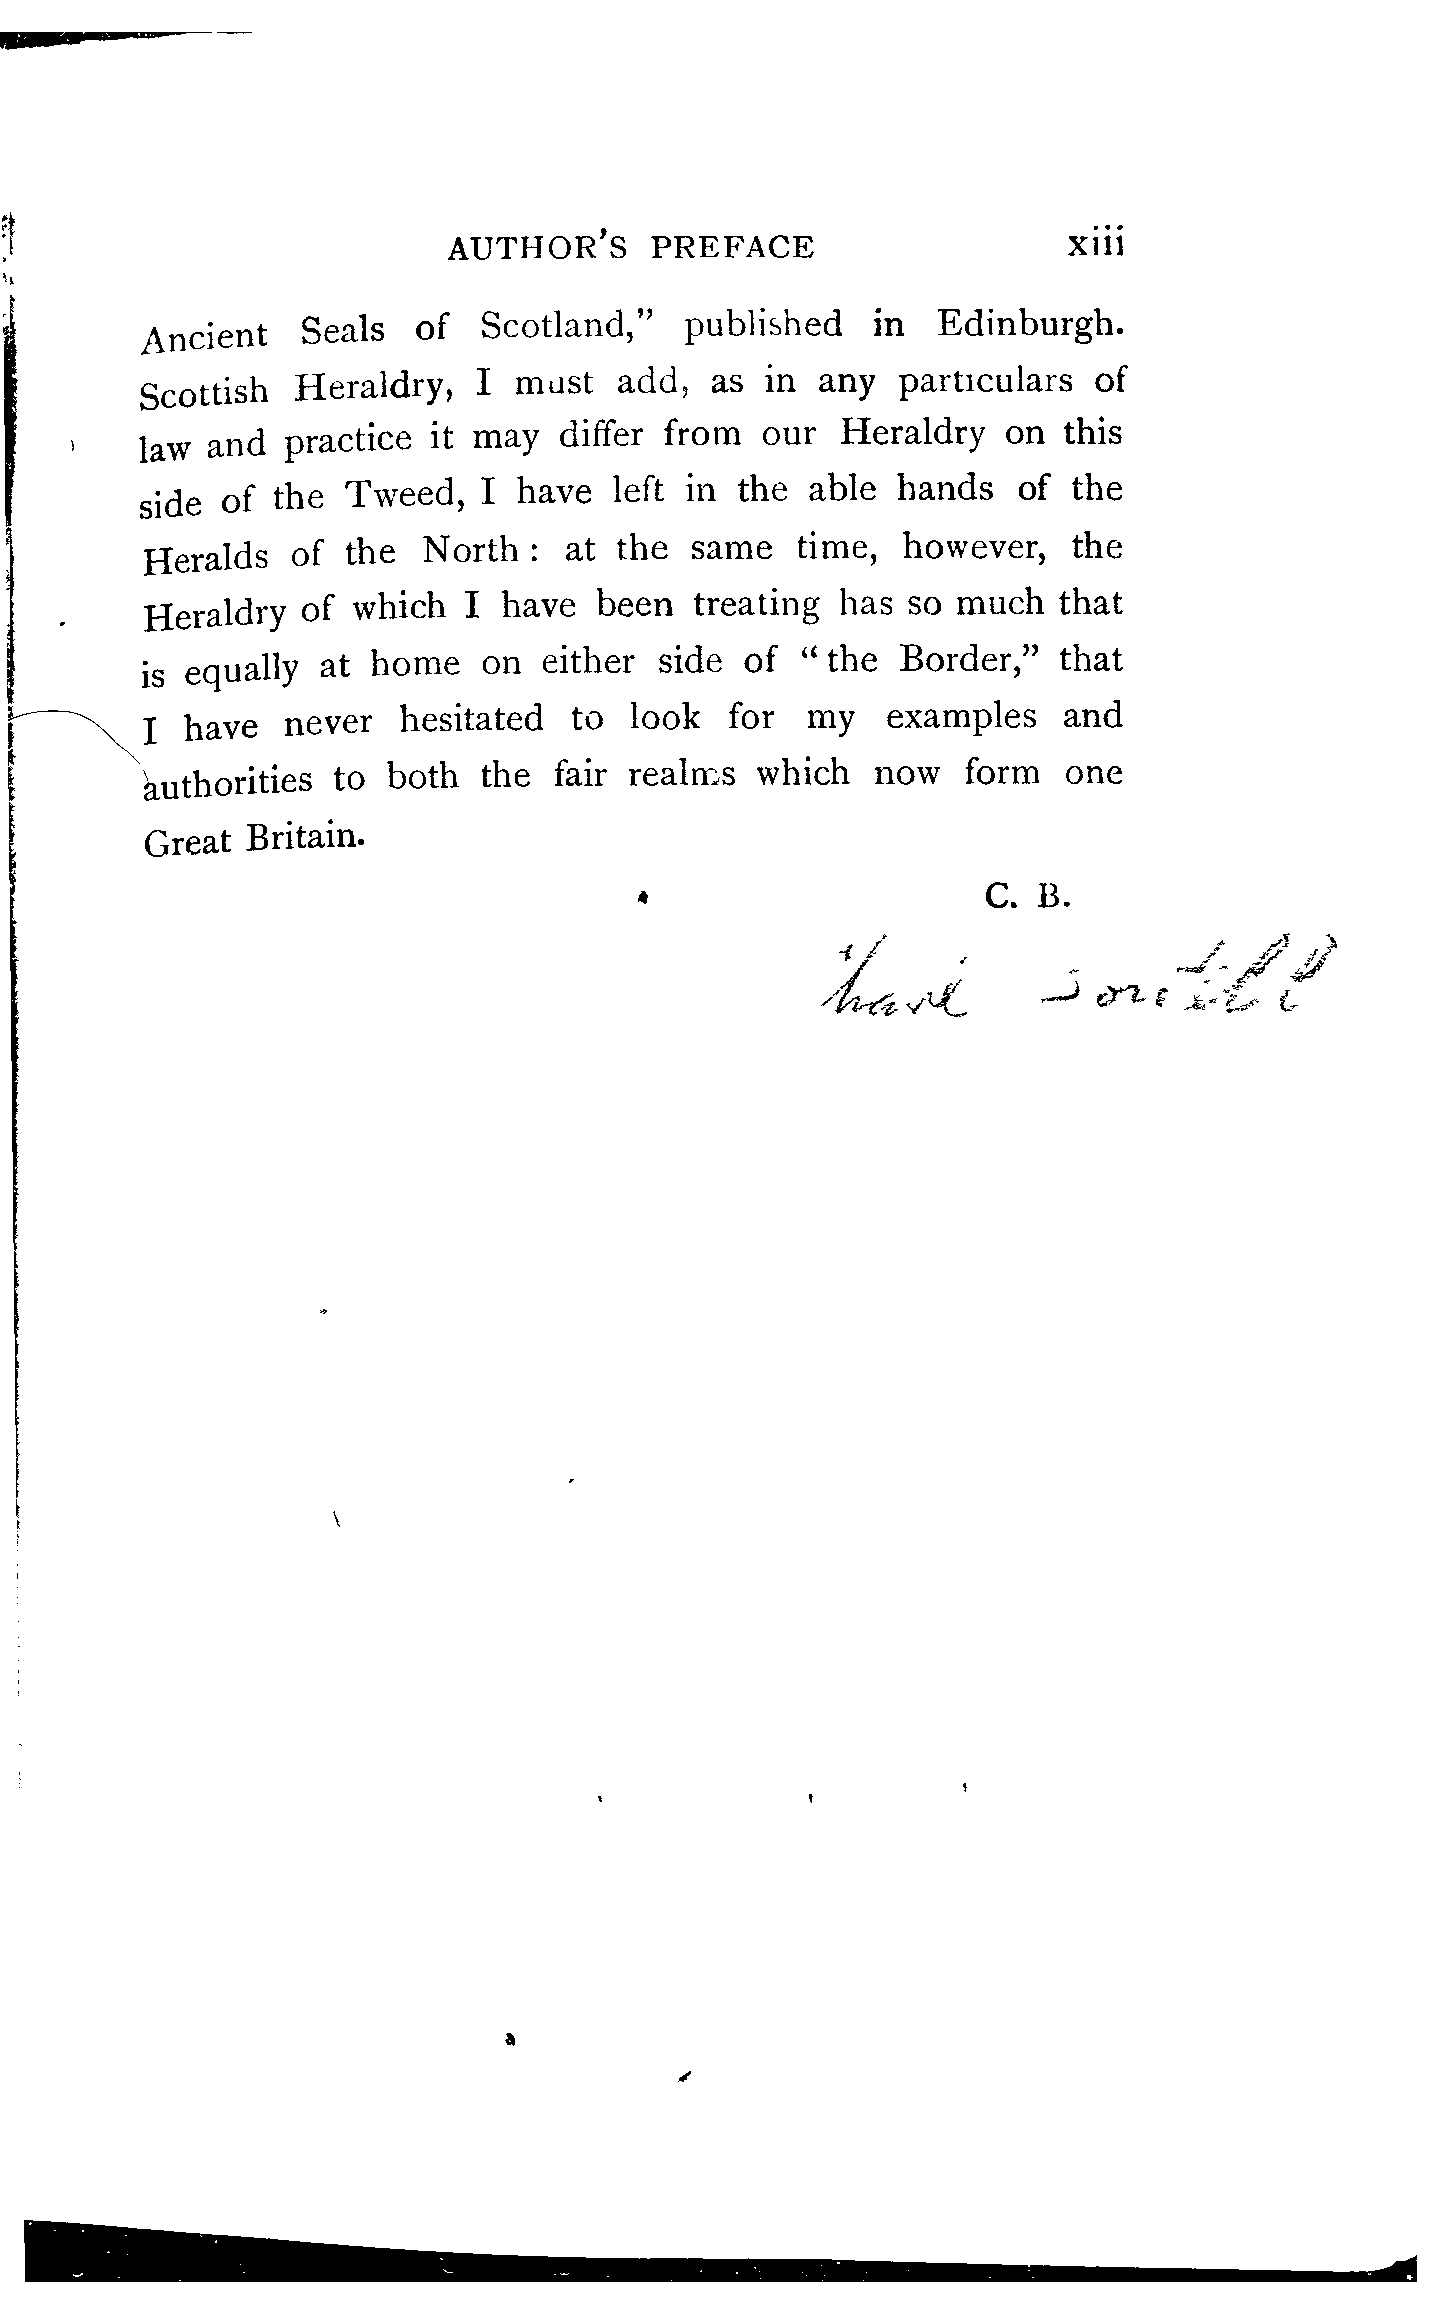 AUTHOR'S PREFACE xiii
Ancient Seals of Scotland," published in Edinburgh.
Scottish Heraldry, I must add, as in any particulars of
law and practice it may differ from our Heraldry on this
side of the Tweed, I have left in the able hands of the
Heralds of the North: at the same time, however, the
Heraldry of which I have been treating has so much that
is equally at home on either side of "the Border," that
I have never hesitated to look for my examples and
authorities to both the fair realms which now form one
Great Britain.
C. B.